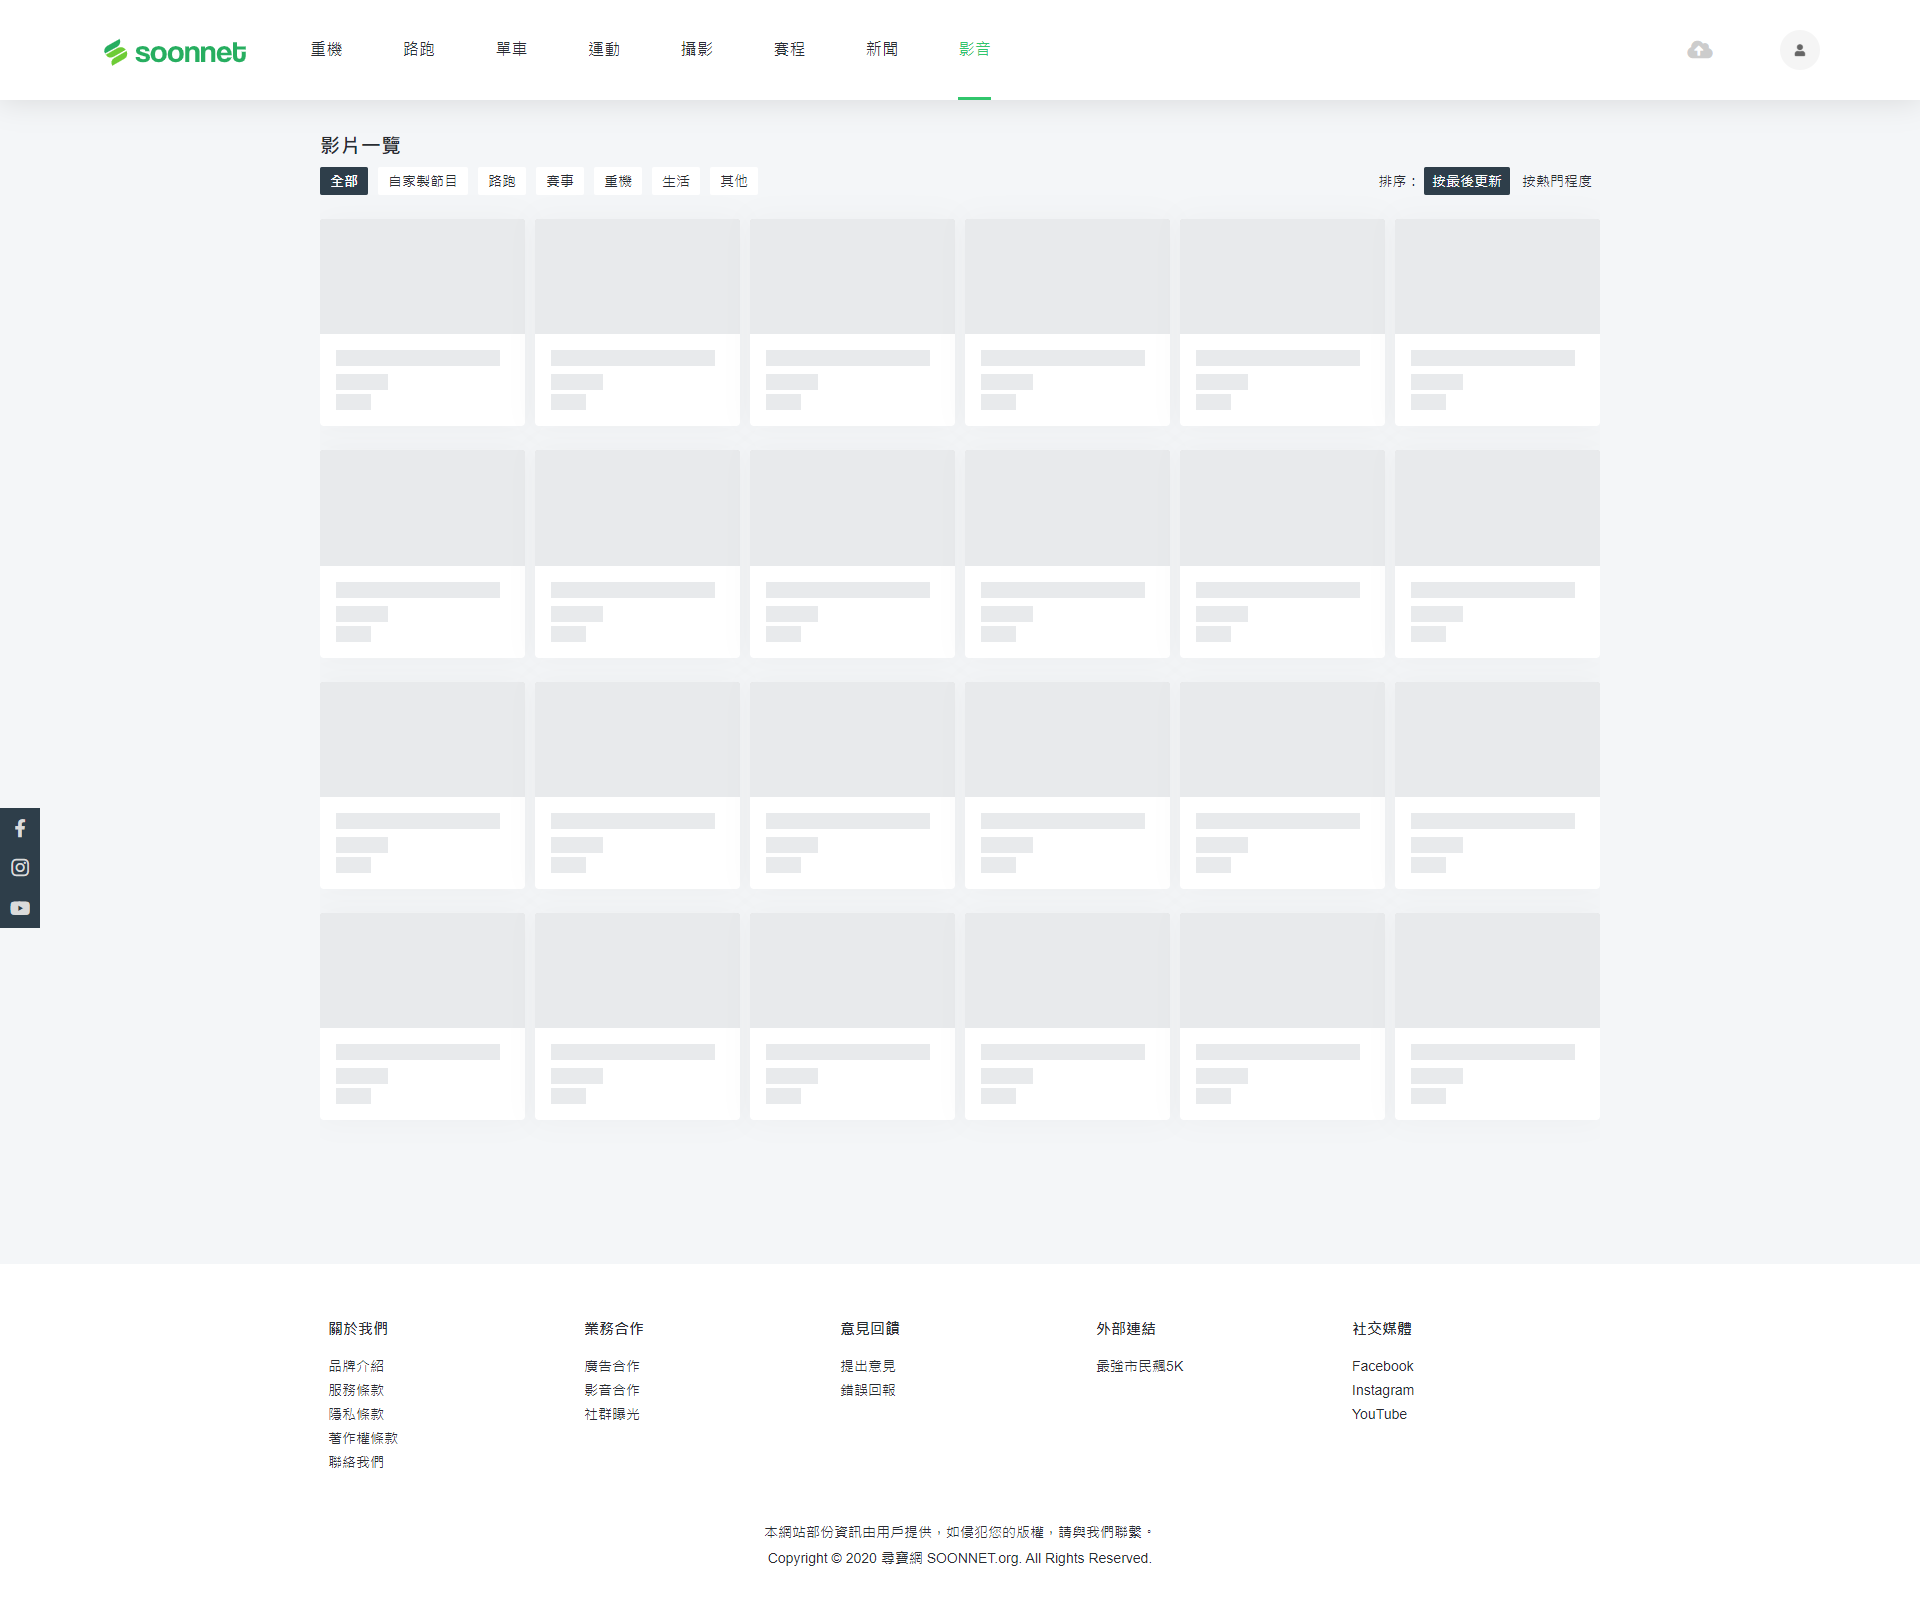 soonnet 重機 路跑 單車 運動 攝影 賽程 新聞 影音
影片一覽
全部 自家製節目 路跑 賽事 重機 生活 其他 排序： 按最後更新 按熱門程度
關於我們 業務合作 意見回饋 外部連結 社交媒體
品牌介紹 廣告合作 提出意見 最強市民飆5K Facebook
服務條款 影音合作 錯誤回報 Instagram
隱私條款 社群曝光 YouTube
著作權條款
聯絡我們
本網站部份資訊由用戶提供，如侵犯您的版權，請與我們聯繫。
Copyright © 2020 尋寶網 SOONNET.org. All Rights Reserved.